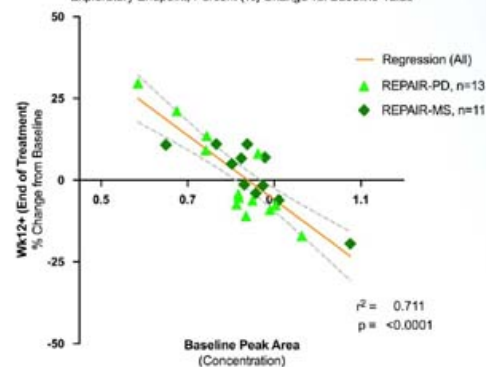 Exploratory Endpoint, Percent (%) Change vs. Baseline Value
50
Regression (All)
REPAIR-PD, n=13
REPAIR-MS, n=11
25
0
0.5
0.7
0.9
1.1
-25
-50
Wk12+ (End of Treatment)
% Change from Baseline
r² = 0.711
p = <0.0001
Baseline Peak Area
(Concentration)